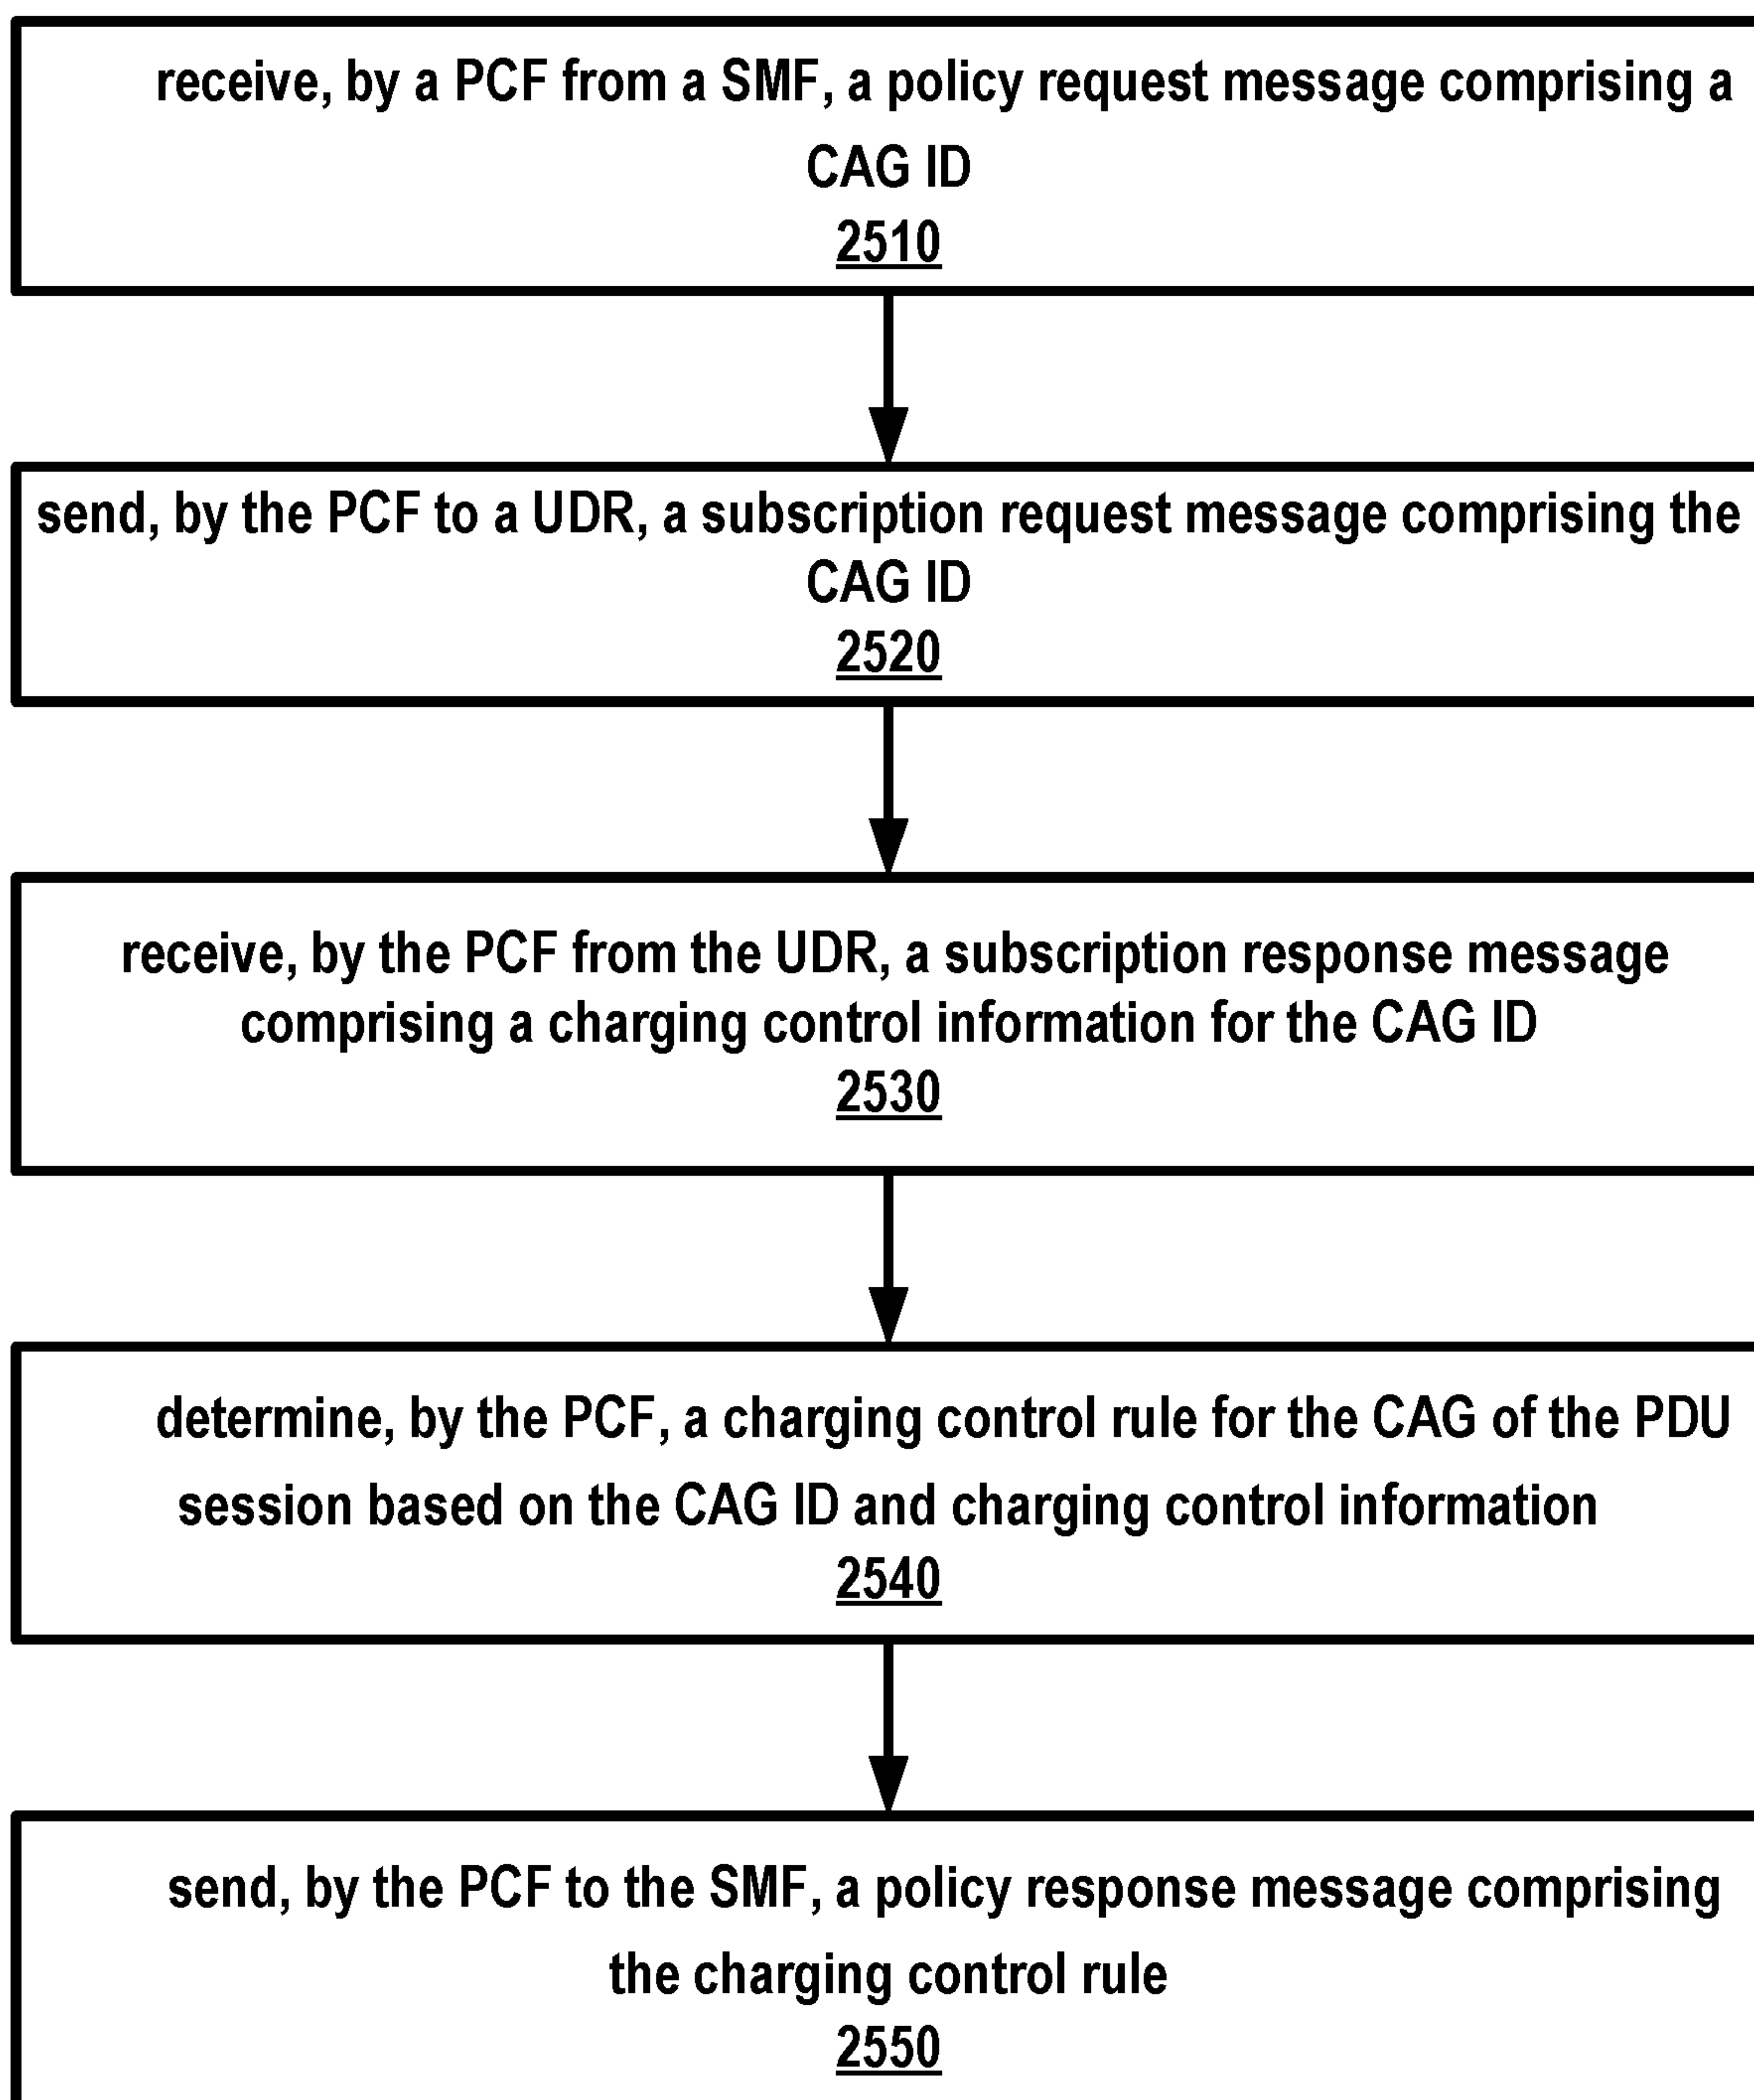 receive, by a PCF from a SMF, a policy request message comprising a
CAG ID
2510
send, by the PCF to a UDR, a subscription request message comprising the
CAG ID
2520
receive, by the PCF from the UDR, a subscription response message
comprising a charging control information for the CAG ID
2530
determine, by the PCF, a charging control rule for the CAG of the PDU
session based on the CAG ID and charging control information
2540
send, by the PCF to the SMF, a policy response message comprising
the charging control rule
2550